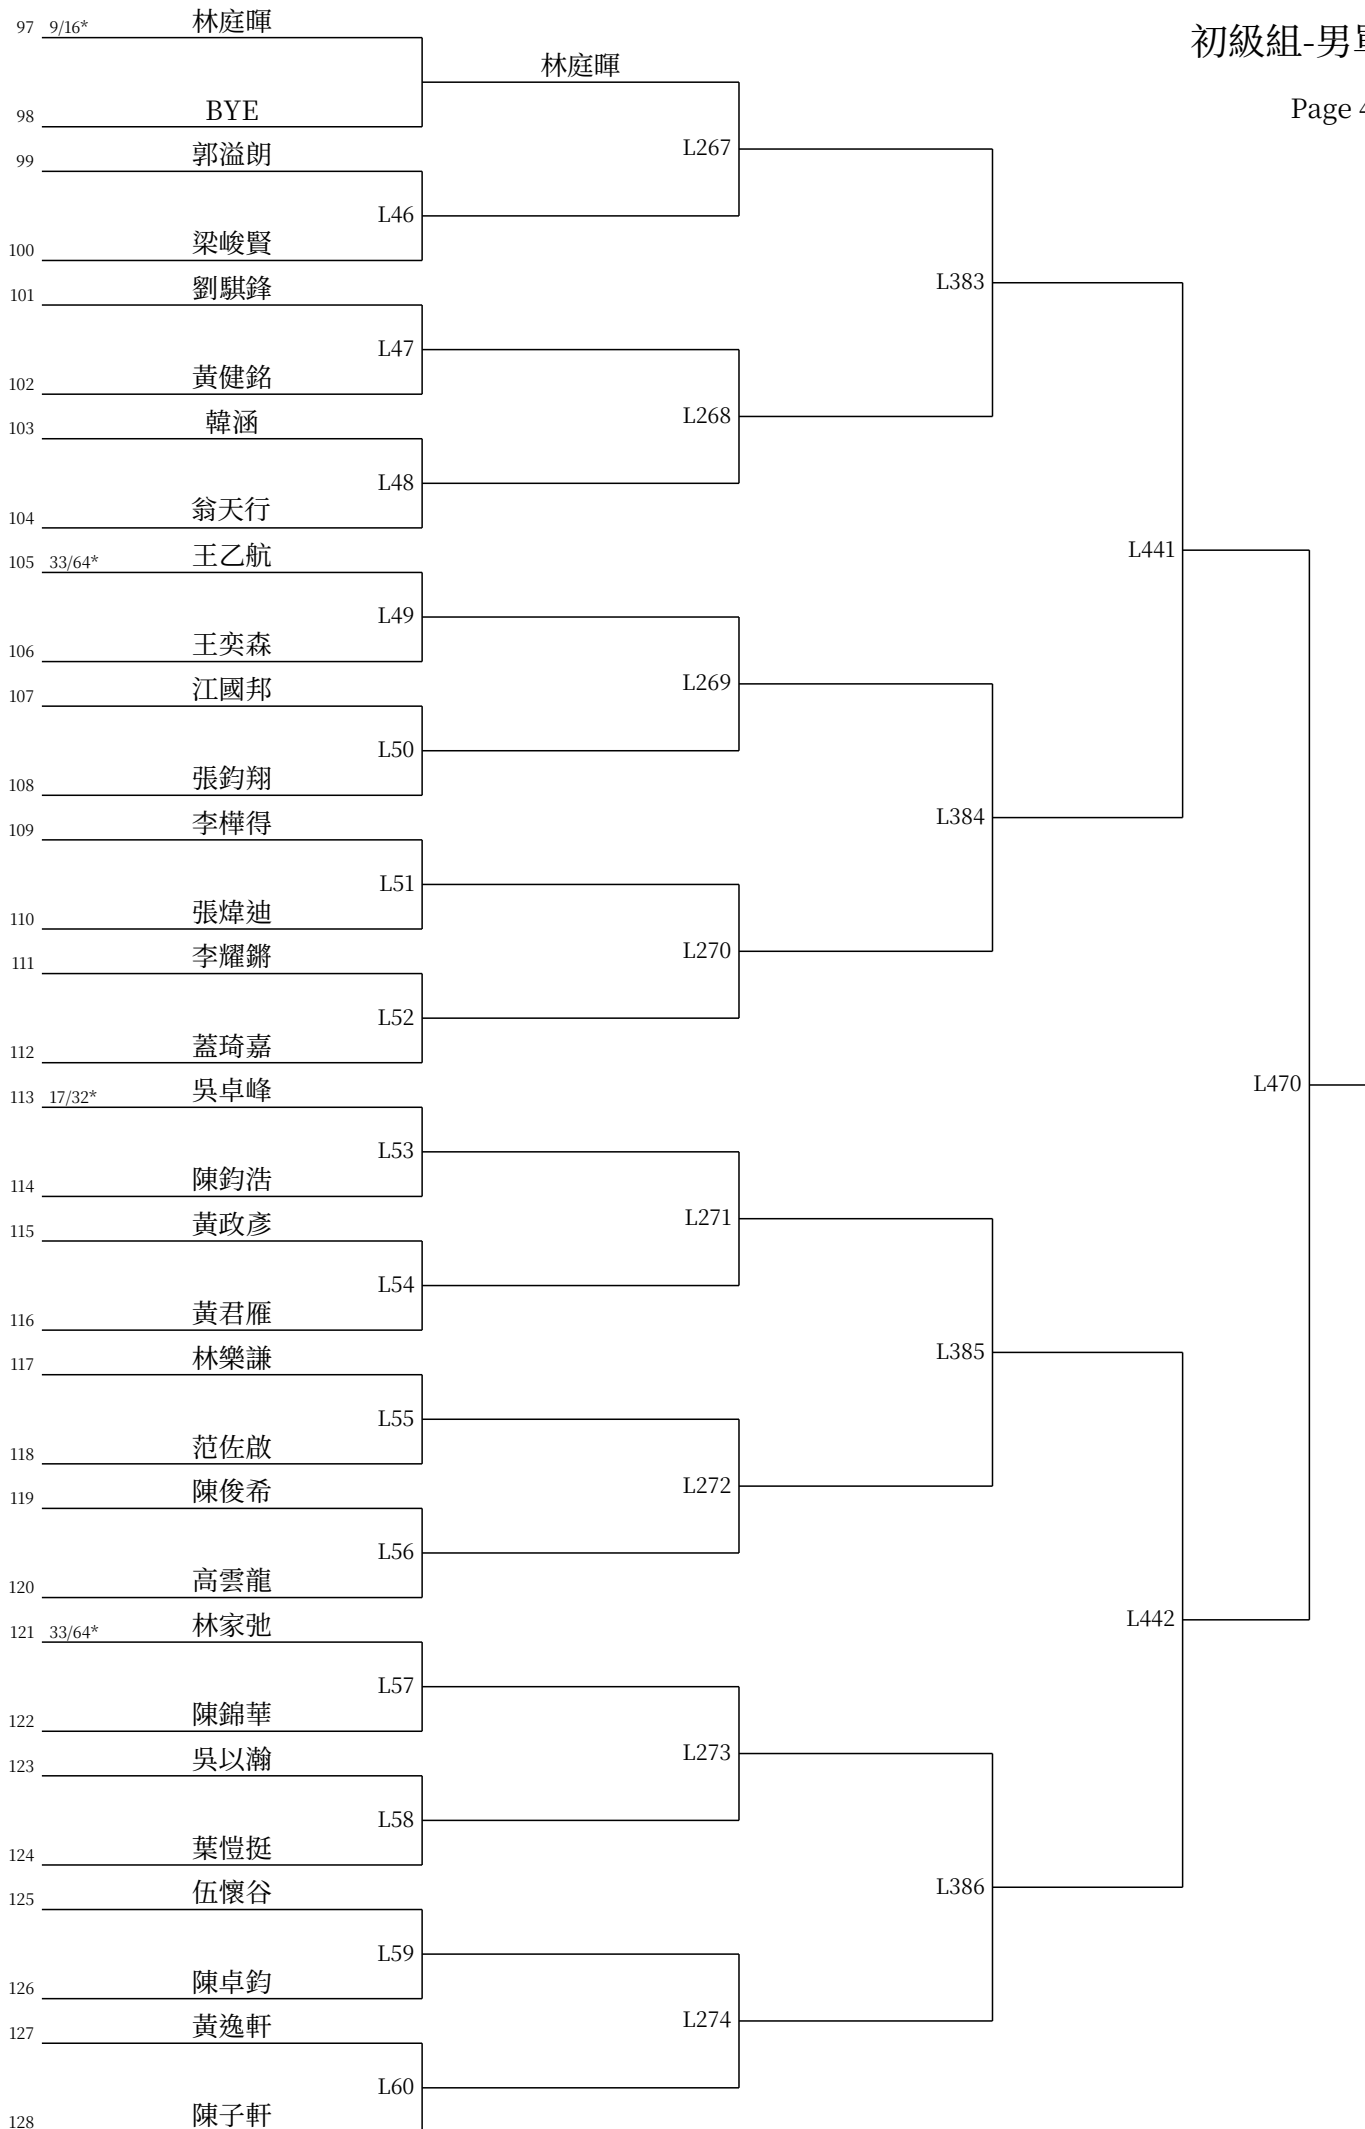 初級組-男
Page 4
97 9/16* 林庭暉
林庭暉
98 BYE
L267
99 郭溢朗
L46
100 梁峻賢
101 劉騏鋒
L383
L47
102 黃健銘
L268
103 韓涵
L48
104 翁天行
105 33/64* 王乙航
L441
L49
106 王奕森
107 江國邦
L269
L50
108 張鈞翔
109 李樺得
L384
L51
110 張煒迪
111 李耀鏘
L270
L52
112 蓋琦嘉
113 17/32* 吳卓峰
L470
L53
114 陳鈞浩
115 黃政彥
L271
L54
116 黃君雁
117 林樂謙
L385
L55
118 范佐啟
119 陳俊希
L272
L56
120 高雲龍
121 33/64* 林家弛
L442
L57
122 陳錦華
123 吳以瀚
L273
L58
124 葉愷挺
125 伍懷谷
L386
L59
126 陳卓鈞
127 黃逸軒
L274
L60
128 陳子軒